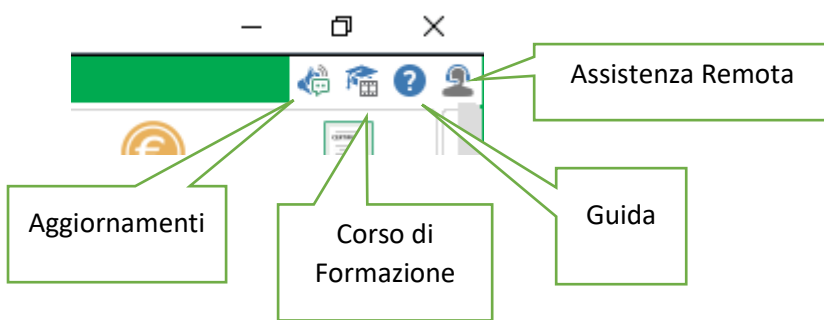 Assistenza Remota
Aggiornamenti
Corso di
Formazione
Guida